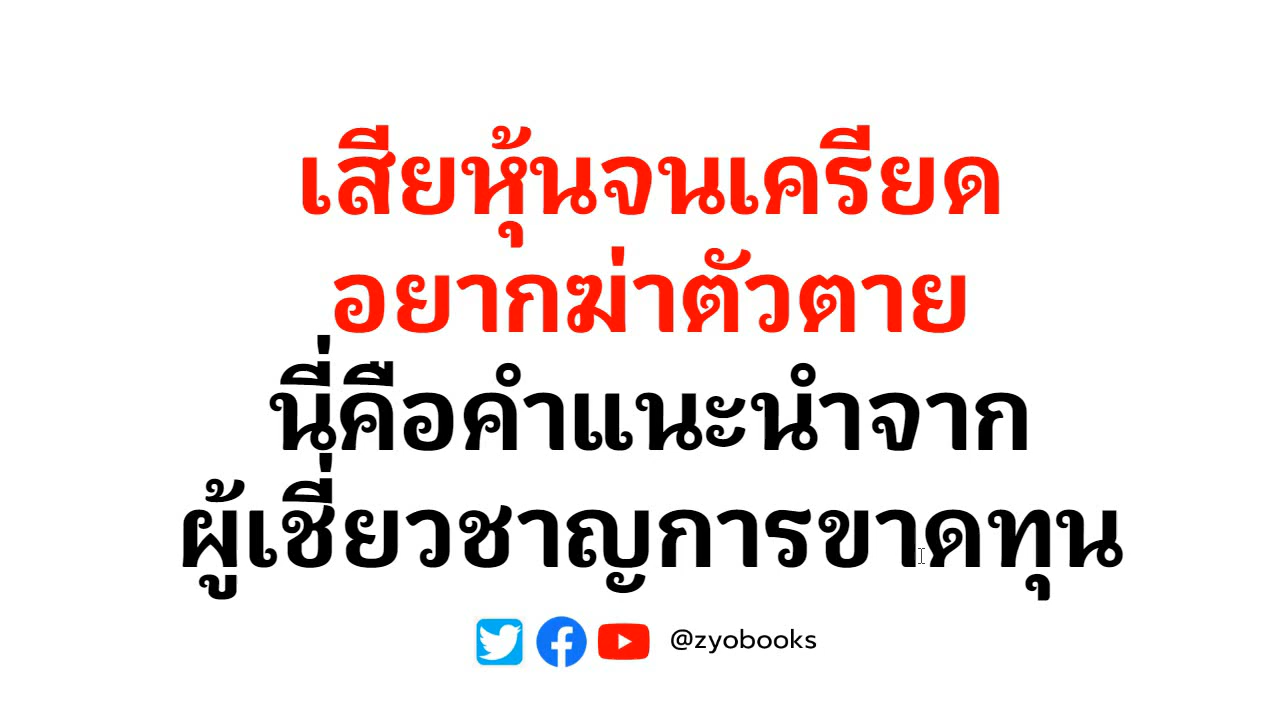 เสียหุ้นจนเครียด
อยากฆ่าตัวตาย
นี่คือคำแนะนำจาก
ผู้เชี่ยวชาญการขาดทุน
@zyobooks